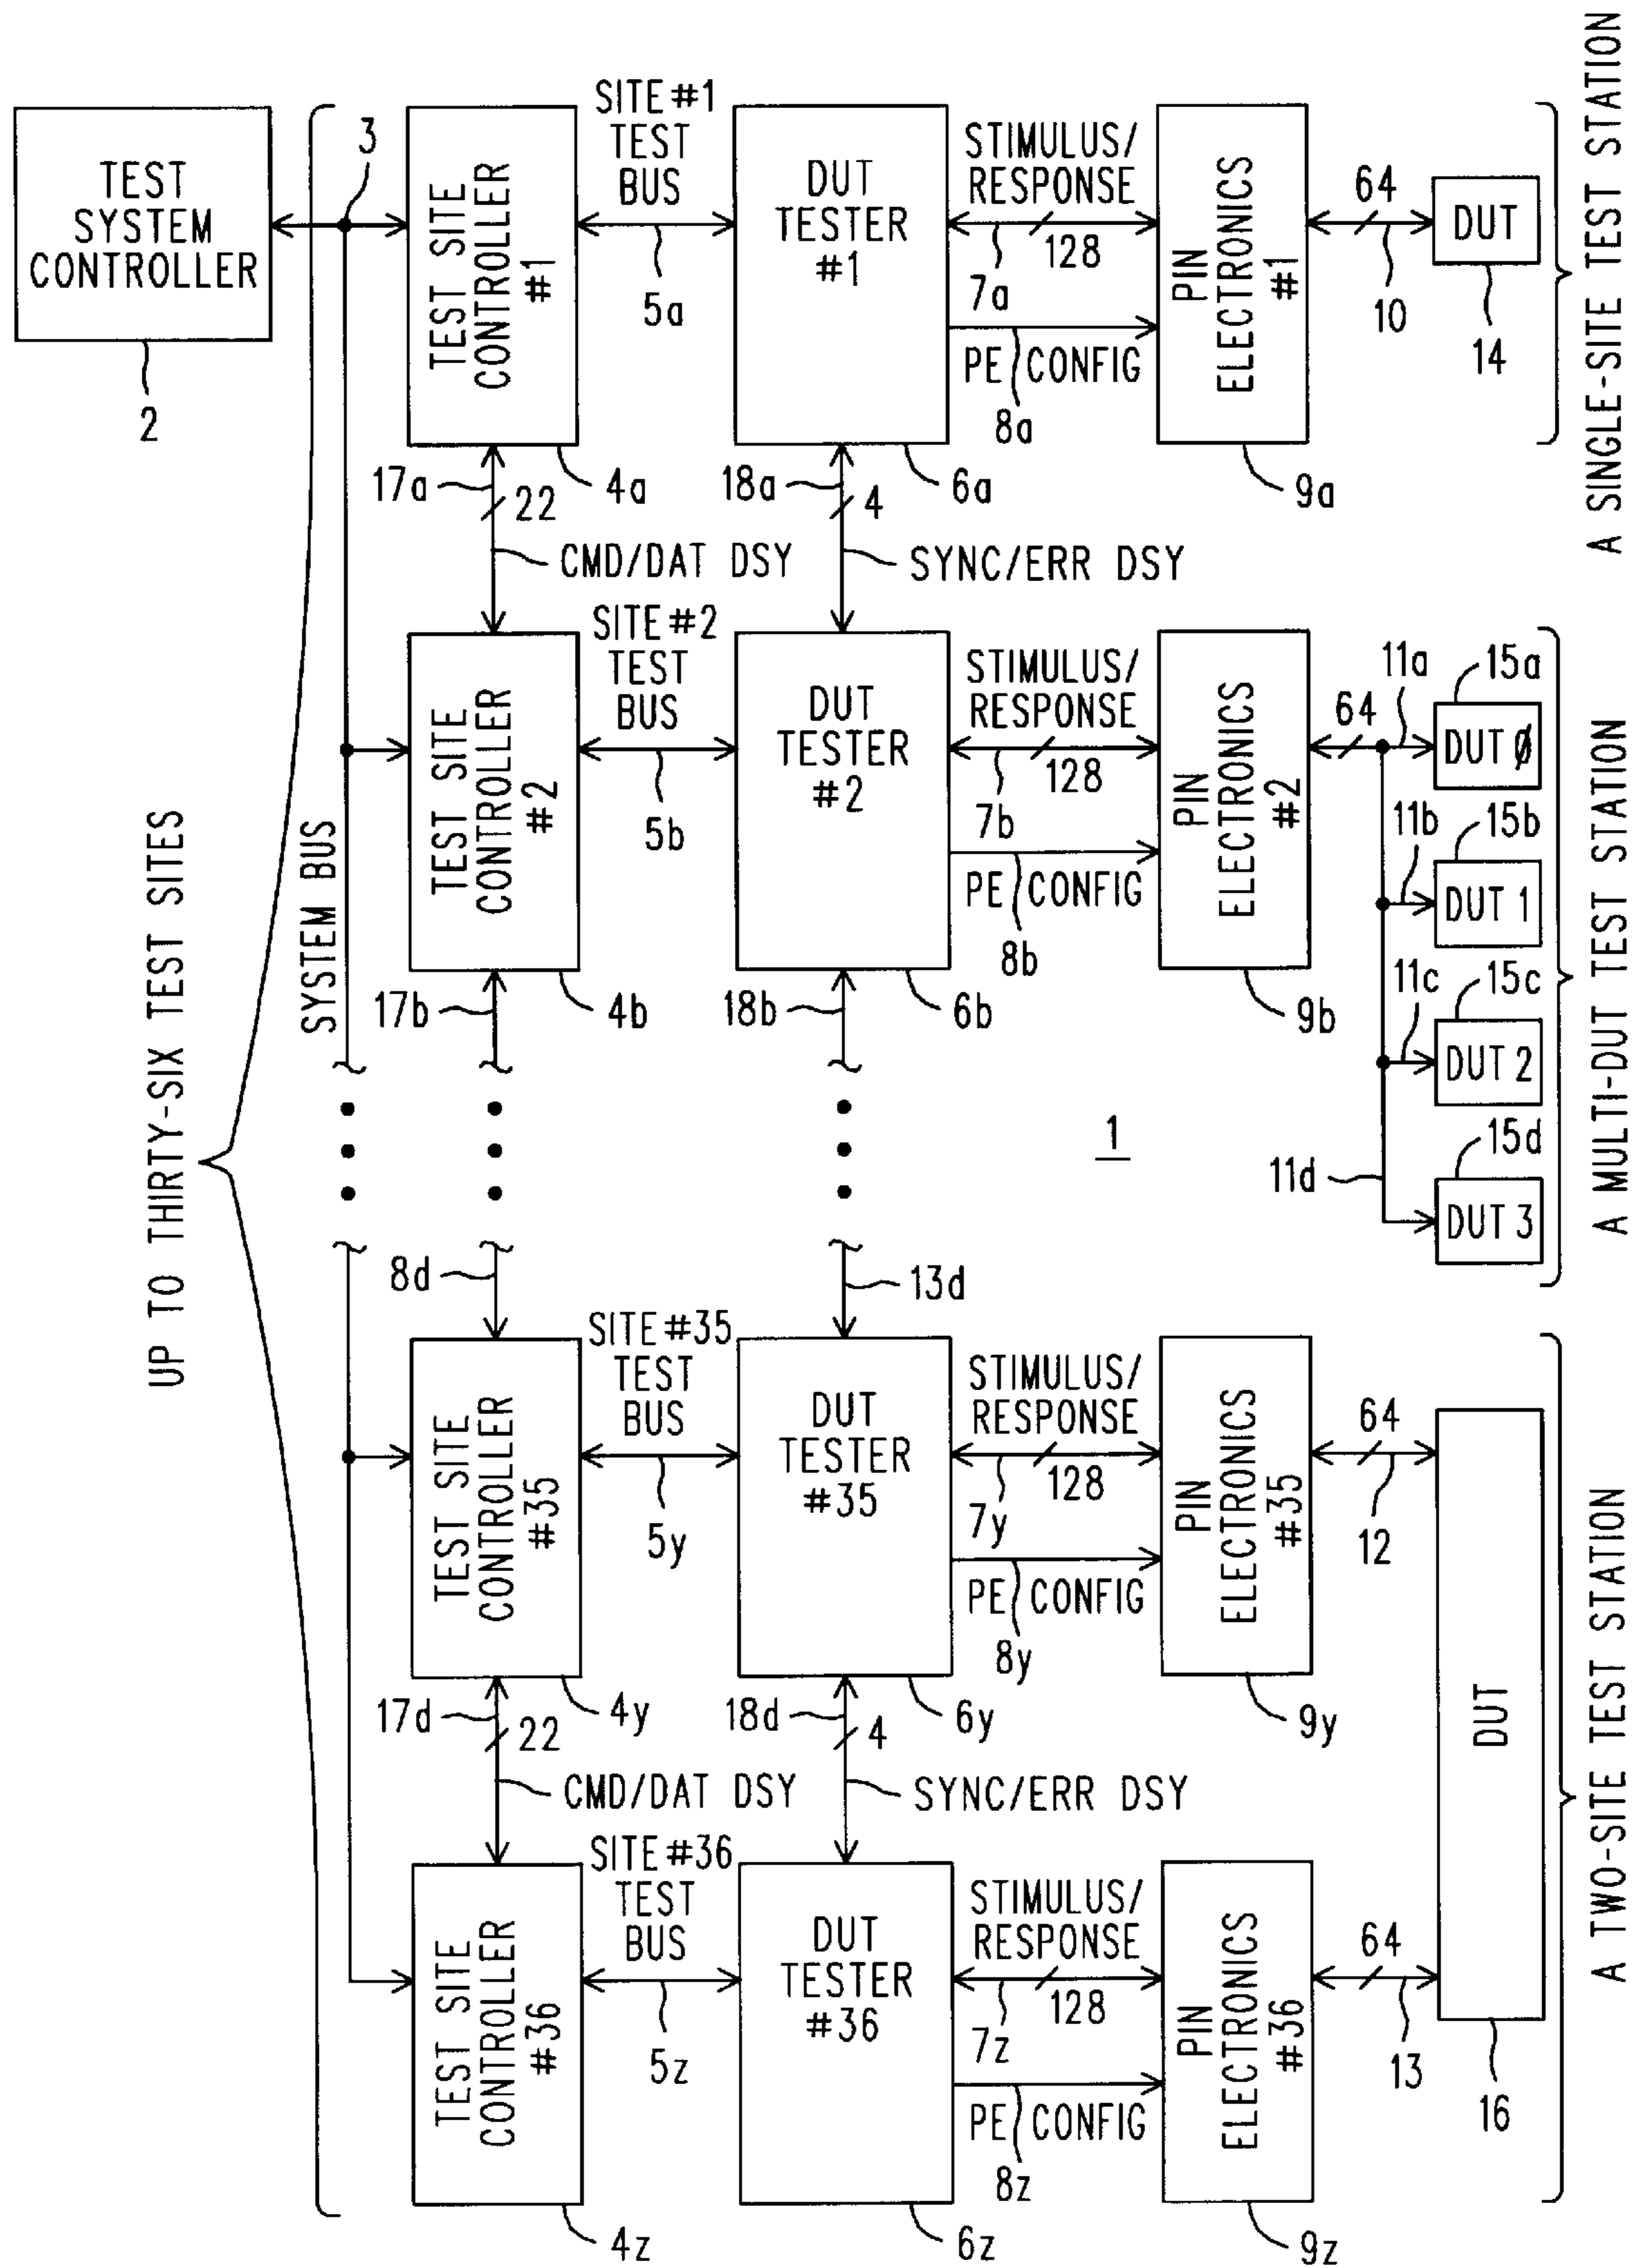 TEST
SYSTEM
CONTROLLER
2
3
UP TO THIRTY-SIX TEST SITES
SYSTEM BUS
TEST SITE
CONTROLLER
#1
4a
SITE #1
TEST
BUS
5a
DUT
TESTER
#1
6a
STIMULUS/
RESPONSE
128
7a
PE CONFIG
8a
PIN
ELECTRONICS
#1
9a
64
10
DUT
14
A SINGLE-SITE TEST STATION
17a
22
CMD/DAT DSY
18a
4
SYNC/ERR DSY
TEST SITE
CONTROLLER
#2
4b
SITE #2
TEST
BUS
5b
DUT
TESTER
#2
6b
STIMULUS/
RESPONSE
128
7b
PE CONFIG
8b
PIN
ELECTRONICS
#2
9b
64
11a
15a
DUT Ø
11b
15b
DUT 1
11c
15c
DUT 2
11d
15d
DUT 3
A MULTI-DUT TEST STATION
17b
18b
1
8d
13d
TEST SITE
CONTROLLER
#35
4y
SITE #35
TEST
BUS
5y
DUT
TESTER
#35
6y
STIMULUS/
RESPONSE
128
7y
PE CONFIG
8y
PIN
ELECTRONICS
#35
9y
64
12
DUT
16
A TWO-SITE TEST STATION
17d
22
CMD/DAT DSY
18d
4
SYNC/ERR DSY
TEST SITE
CONTROLLER
#36
4z
SITE #36
TEST
BUS
5z
DUT
TESTER
#36
6z
STIMULUS/
RESPONSE
128
7z
PE CONFIG
8z
PIN
ELECTRONICS
#36
9z
64
13